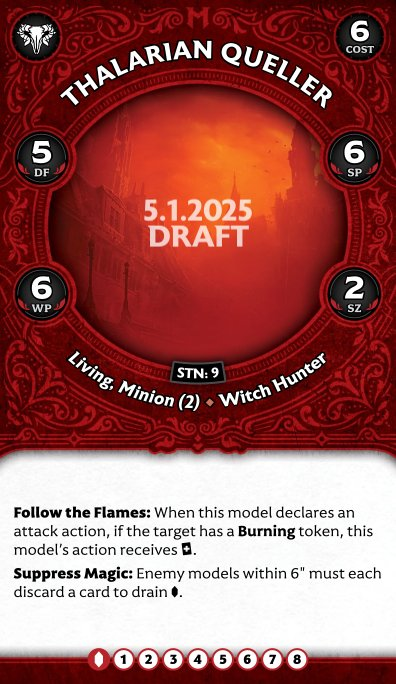 THALARIAN QUELLER
6
COST
5
DF
6
SP
5.1.2025
DRAFT
6
WP
2
SZ
STN: 9
Living, Minion (2) ♦ Witch Hunter
Follow the Flames: When this model declares an
attack action, if the target has a Burning token, this
model's action receives .
Suppress Magic: Enemy models within 6" must each
discard a card to drain .
1 2 3 4 5 6 7 8